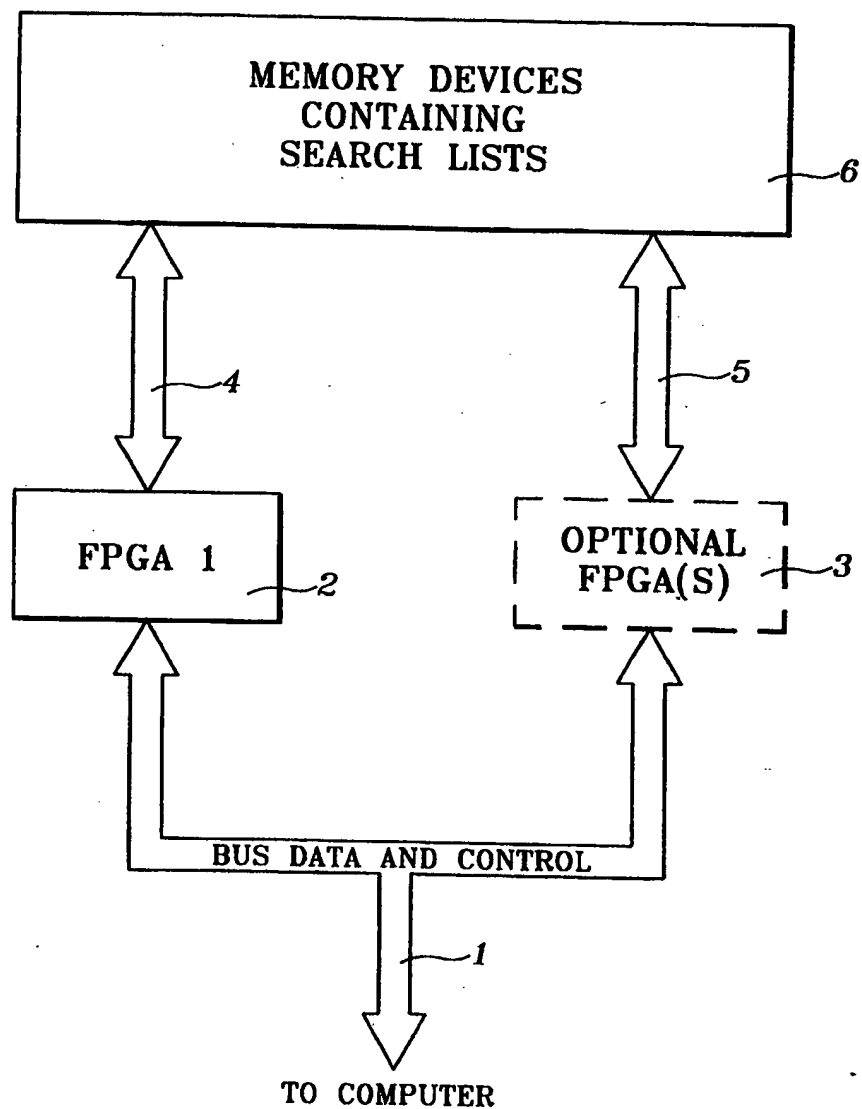 MEMORY DEVICES
CONTAINING
SEARCH LISTS
6
4
5
FPGA 1
2
OPTIONAL
FPGA(S)
3
BUS DATA AND CONTROL
1
TO COMPUTER